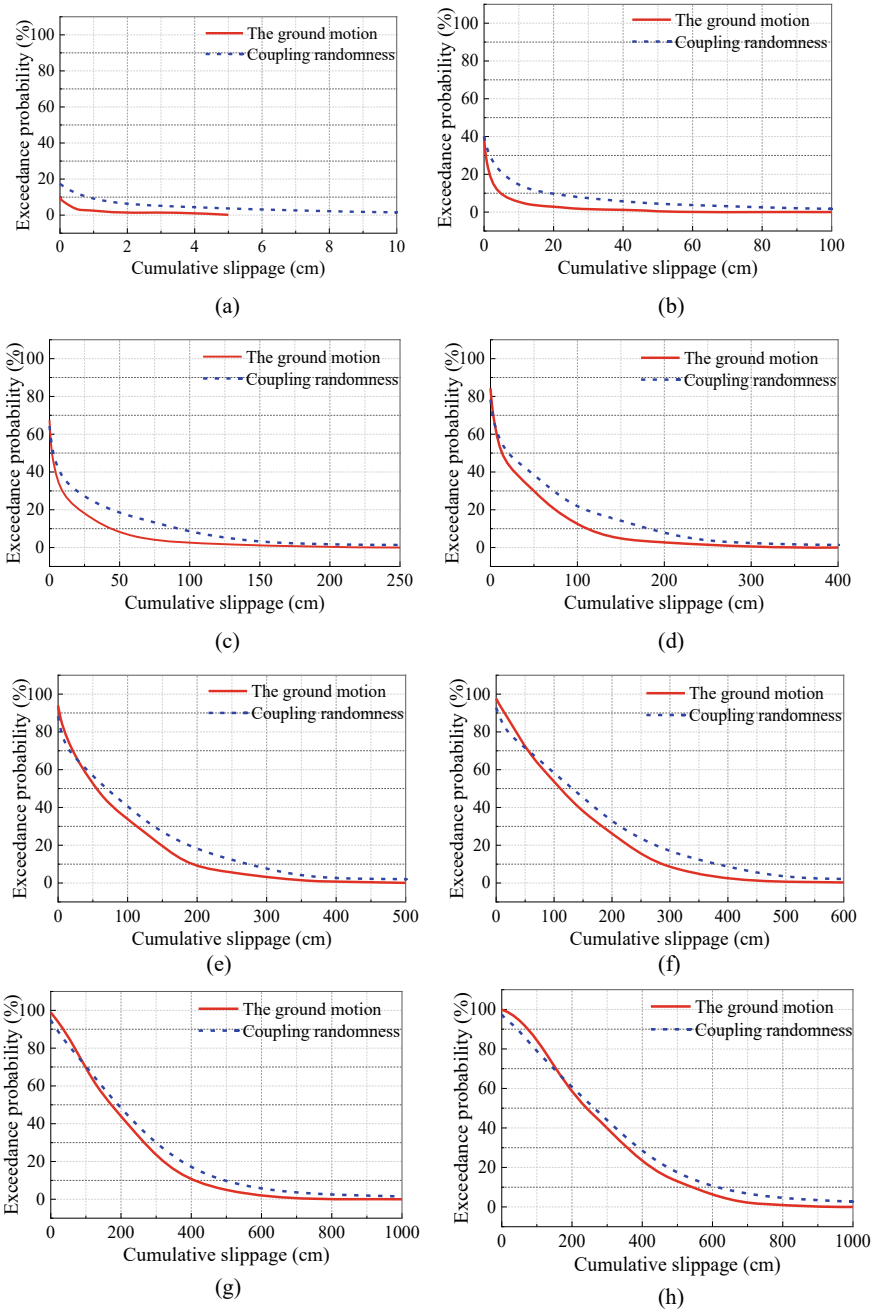 Exceedance probability (%)
100
80
60
40
20
0
The ground motion
Coupling randomness
0 2 4 6 8 10
Cumulative slippage (cm)
(a)
Exceedance probability (%)
100
80
60
40
20
0
The ground motion
Coupling randomness
0 20 40 60 80 100
Cumulative slippage (cm)
(b)
Exceedance probability (%)
100
80
60
40
20
0
The ground motion
Coupling randomness
0 50 100 150 200 250
Cumulative slippage (cm)
(c)
Exceedance probability (%)
100
80
60
40
20
0
The ground motion
Coupling randomness
0 100 200 300 400
Cumulative slippage (cm)
(d)
Exceedance probability (%)
100
80
60
40
20
0
The ground motion
Coupling randomness
0 100 200 300 400 500
Cumulative slippage (cm)
(e)
Exceedance probability (%)
100
80
60
40
20
0
The ground motion
Coupling randomness
0 100 200 300 400 500 600
Cumulative slippage (cm)
(f)
Exceedance probability (%)
100
80
60
40
20
0
The ground motion
Coupling randomness
0 200 400 600 800 1000
Cumulative slippage (cm)
(g)
Exceedance probability (%)
100
80
60
40
20
0
The ground motion
Coupling randomness
0 200 400 600 800 1000
Cumulative slippage (cm)
(h)